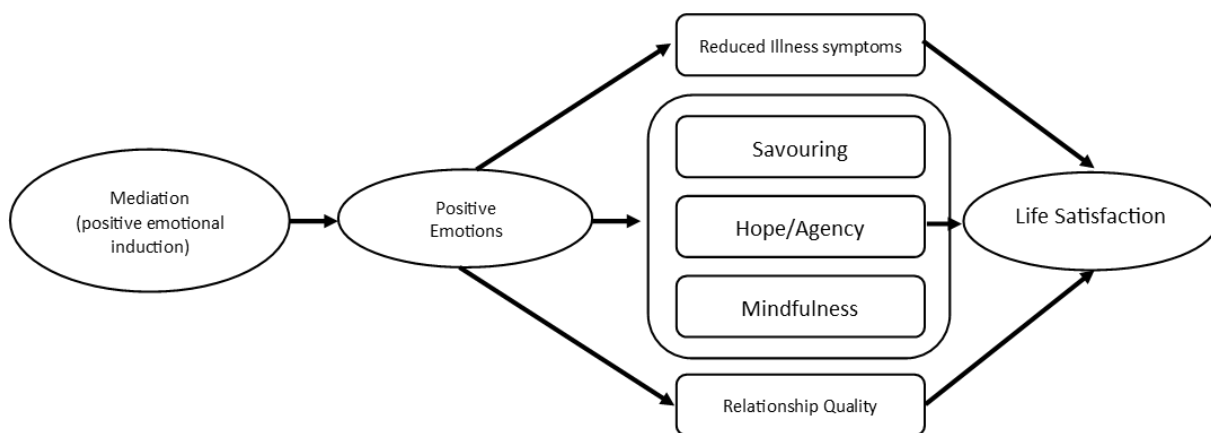 Mediation
(positive emotional
induction)
Positive
Emotions
Reduced Illness symptoms
Savouring
Hope/Agency
Mindfulness
Relationship Quality
Life Satisfaction